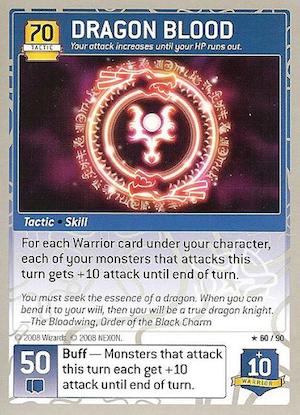 70
TACTIC
DRAGON BLOOD
Your attack increases until your HP runs out.
Tactic • Skill
For each Warrior card under your character,
each of your monsters that attacks this
turn gets +10 attack until end of turn.
You must seek the essence of a dragon. When you can
bend it to your will, then you will be a true dragon knight.
—The Bloodwing, Order of the Black Charm
© 2008 Wizards. © 2008 NEXON.
★ 60 / 90
50
Buff — Monsters that attack
this turn each get +10
attack until end of turn.
+
10
WARRIOR